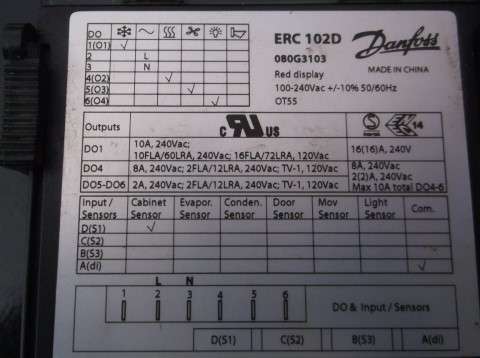 ERC 102D
Danfoss
080G3103
MADE IN CHINA
Red display
100-240Vac +/-10% 50/60Hz
OT55
DO
1(O1) √
2 L
3 N
4(O2) √
5(O3) √
6(O4) √
Outputs
c RU US
14
DO1
10A, 240Vac;
10FLA/60LRA, 240Vac; 16FLA/72LRA, 120Vac
16(16)A, 240V
DO4
8A, 240Vac; 2FLA/12LRA, 240Vac; TV-1, 120Vac
8A, 240Vac
DO5-DO6
2A, 240Vac; 2FLA/12LRA, 240Vac; TV-1, 120Vac
2(2)A, 240Vac
Max 10A total DO4-6
Input / Sensors
Cabinet Sensor
Evapor. Sensor
Conden. Sensor
Door Sensor
Mov Sensor
Light Sensor
Com.
D(S1) √
C(S2)
B(S3)
A(di) √
L N
1 2 3 4 5 6
DO & Input / Sensors
D(S1) C(S2) B(S3) A(di)